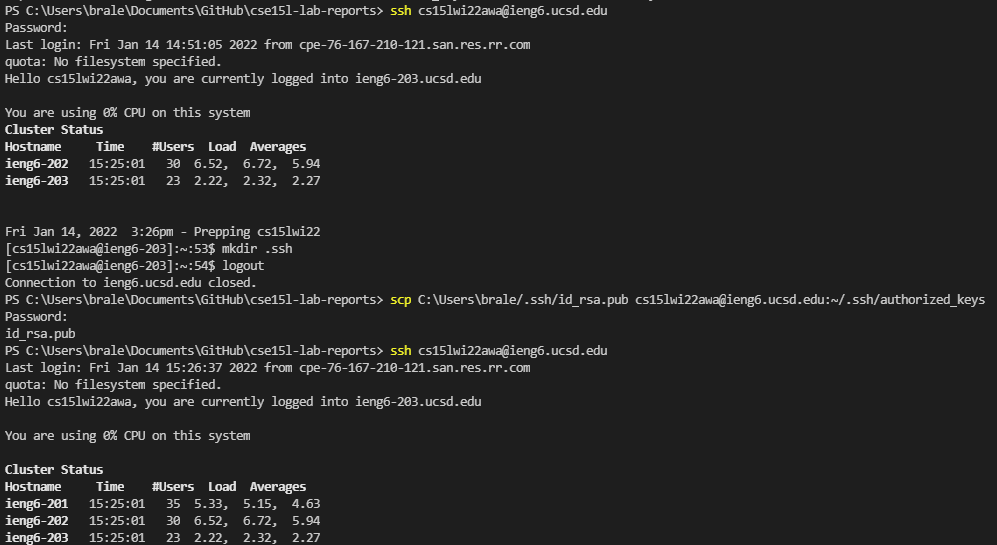 PS C:\Users\brale\Documents\GitHub\cse15l-lab-reports> ssh cs15lwi22awa@ieng6.ucsd.edu
Password:
Last login: Fri Jan 14 14:51:05 2022 from cpe-76-167-210-121.san.res.rr.com
quota: No filesystem specified.
Hello cs15lwi22awa, you are currently logged into ieng6-203.ucsd.edu
You are using 0% CPU on this system
Cluster Status
Hostname     Time    #Users  Load  Averages
ieng6-202   15:25:01   30  6.52,  6.72,  5.94
ieng6-203   15:25:01   23  2.22,  2.32,  2.27
Fri Jan 14, 2022  3:26pm - Prepping cs15lwi22
[cs15lwi22awa@ieng6-203]:~:53$ mkdir .ssh
[cs15lwi22awa@ieng6-203]:~:54$ logout
Connection to ieng6.ucsd.edu closed.
PS C:\Users\brale\Documents\GitHub\cse15l-lab-reports> scp C:\Users\brale/.ssh/id_rsa.pub cs15lwi22awa@ieng6.ucsd.edu:~/.ssh/authorized_keys
Password:
id_rsa.pub
PS C:\Users\brale\Documents\GitHub\cse15l-lab-reports> ssh cs15lwi22awa@ieng6.ucsd.edu
Last login: Fri Jan 14 15:26:37 2022 from cpe-76-167-210-121.san.res.rr.com
quota: No filesystem specified.
Hello cs15lwi22awa, you are currently logged into ieng6-203.ucsd.edu
You are using 0% CPU on this system
Cluster Status
Hostname     Time    #Users  Load  Averages
ieng6-201   15:25:01   35  5.33,  5.15,  4.63
ieng6-202   15:25:01   30  6.52,  6.72,  5.94
ieng6-203   15:25:01   23  2.22,  2.32,  2.27